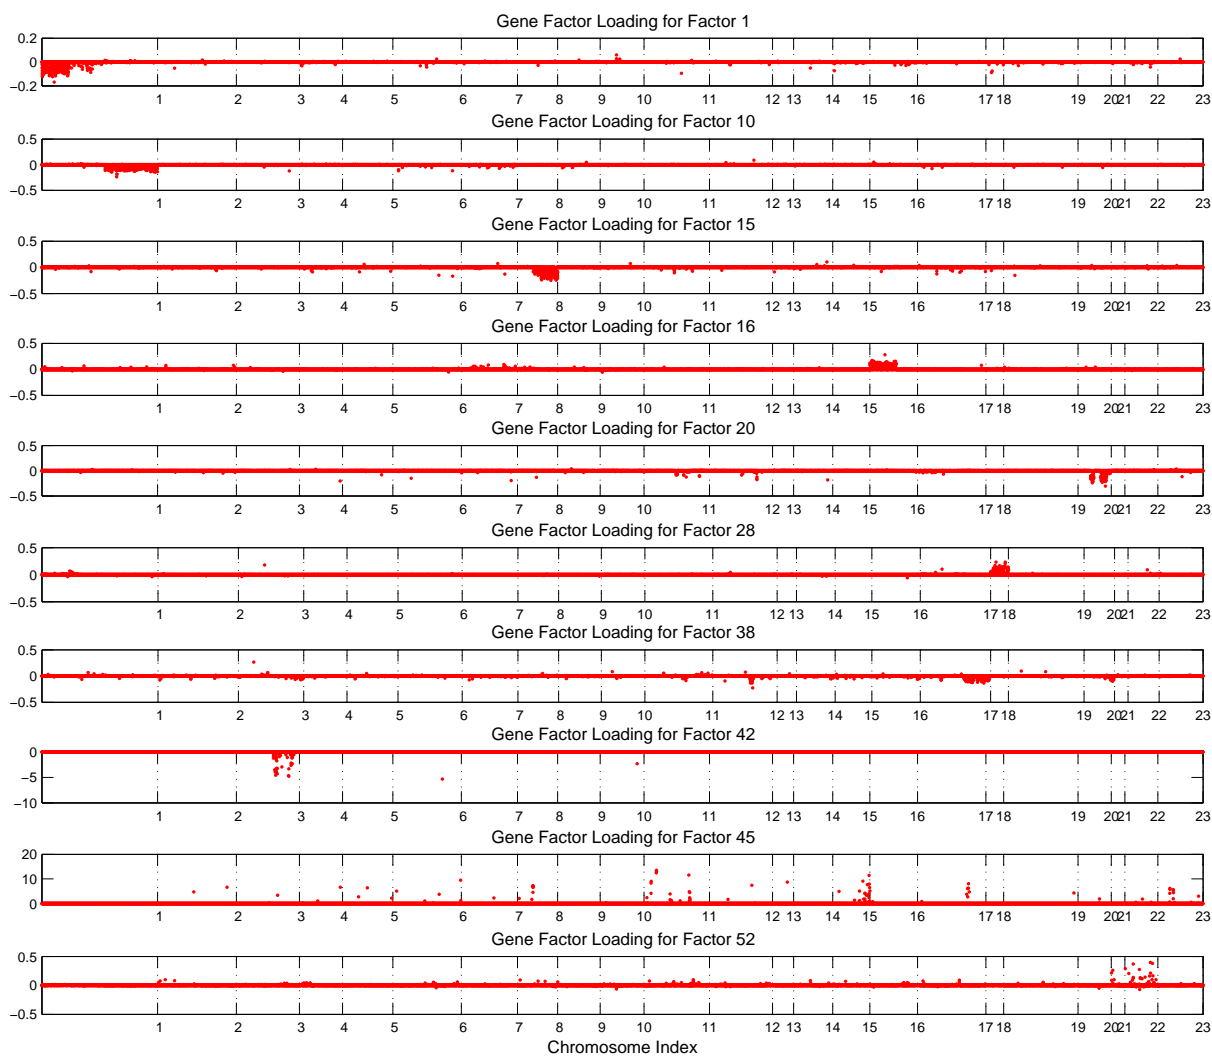 Gene Factor Loading for Factor 1
0.2
0
−0.2
1 2 3 4 5 6 7 8 9 10 11 12 13 14 15 16 17 18 19 20 21 22 23
Gene Factor Loading for Factor 10
0.5
0
−0.5
1 2 3 4 5 6 7 8 9 10 11 12 13 14 15 16 17 18 19 20 21 22 23
Gene Factor Loading for Factor 15
0.5
0
−0.5
1 2 3 4 5 6 7 8 9 10 11 12 13 14 15 16 17 18 19 20 21 22 23
Gene Factor Loading for Factor 16
0.5
0
−0.5
1 2 3 4 5 6 7 8 9 10 11 12 13 14 15 16 17 18 19 20 21 22 23
Gene Factor Loading for Factor 20
0.5
0
−0.5
1 2 3 4 5 6 7 8 9 10 11 12 13 14 15 16 17 18 19 20 21 22 23
Gene Factor Loading for Factor 28
0.5
0
−0.5
1 2 3 4 5 6 7 8 9 10 11 12 13 14 15 16 17 18 19 20 21 22 23
Gene Factor Loading for Factor 38
0.5
0
−0.5
1 2 3 4 5 6 7 8 9 10 11 12 13 14 15 16 17 18 19 20 21 22 23
Gene Factor Loading for Factor 42
0
−5
−10
1 2 3 4 5 6 7 8 9 10 11 12 13 14 15 16 17 18 19 20 21 22 23
Gene Factor Loading for Factor 45
20
10
0
1 2 3 4 5 6 7 8 9 10 11 12 13 14 15 16 17 18 19 20 21 22 23
Gene Factor Loading for Factor 52
0.5
0
−0.5
1 2 3 4 5 6 7 8 9 10 11 12 13 14 15 16 17 18 19 20 21 22 23
Chromosome Index